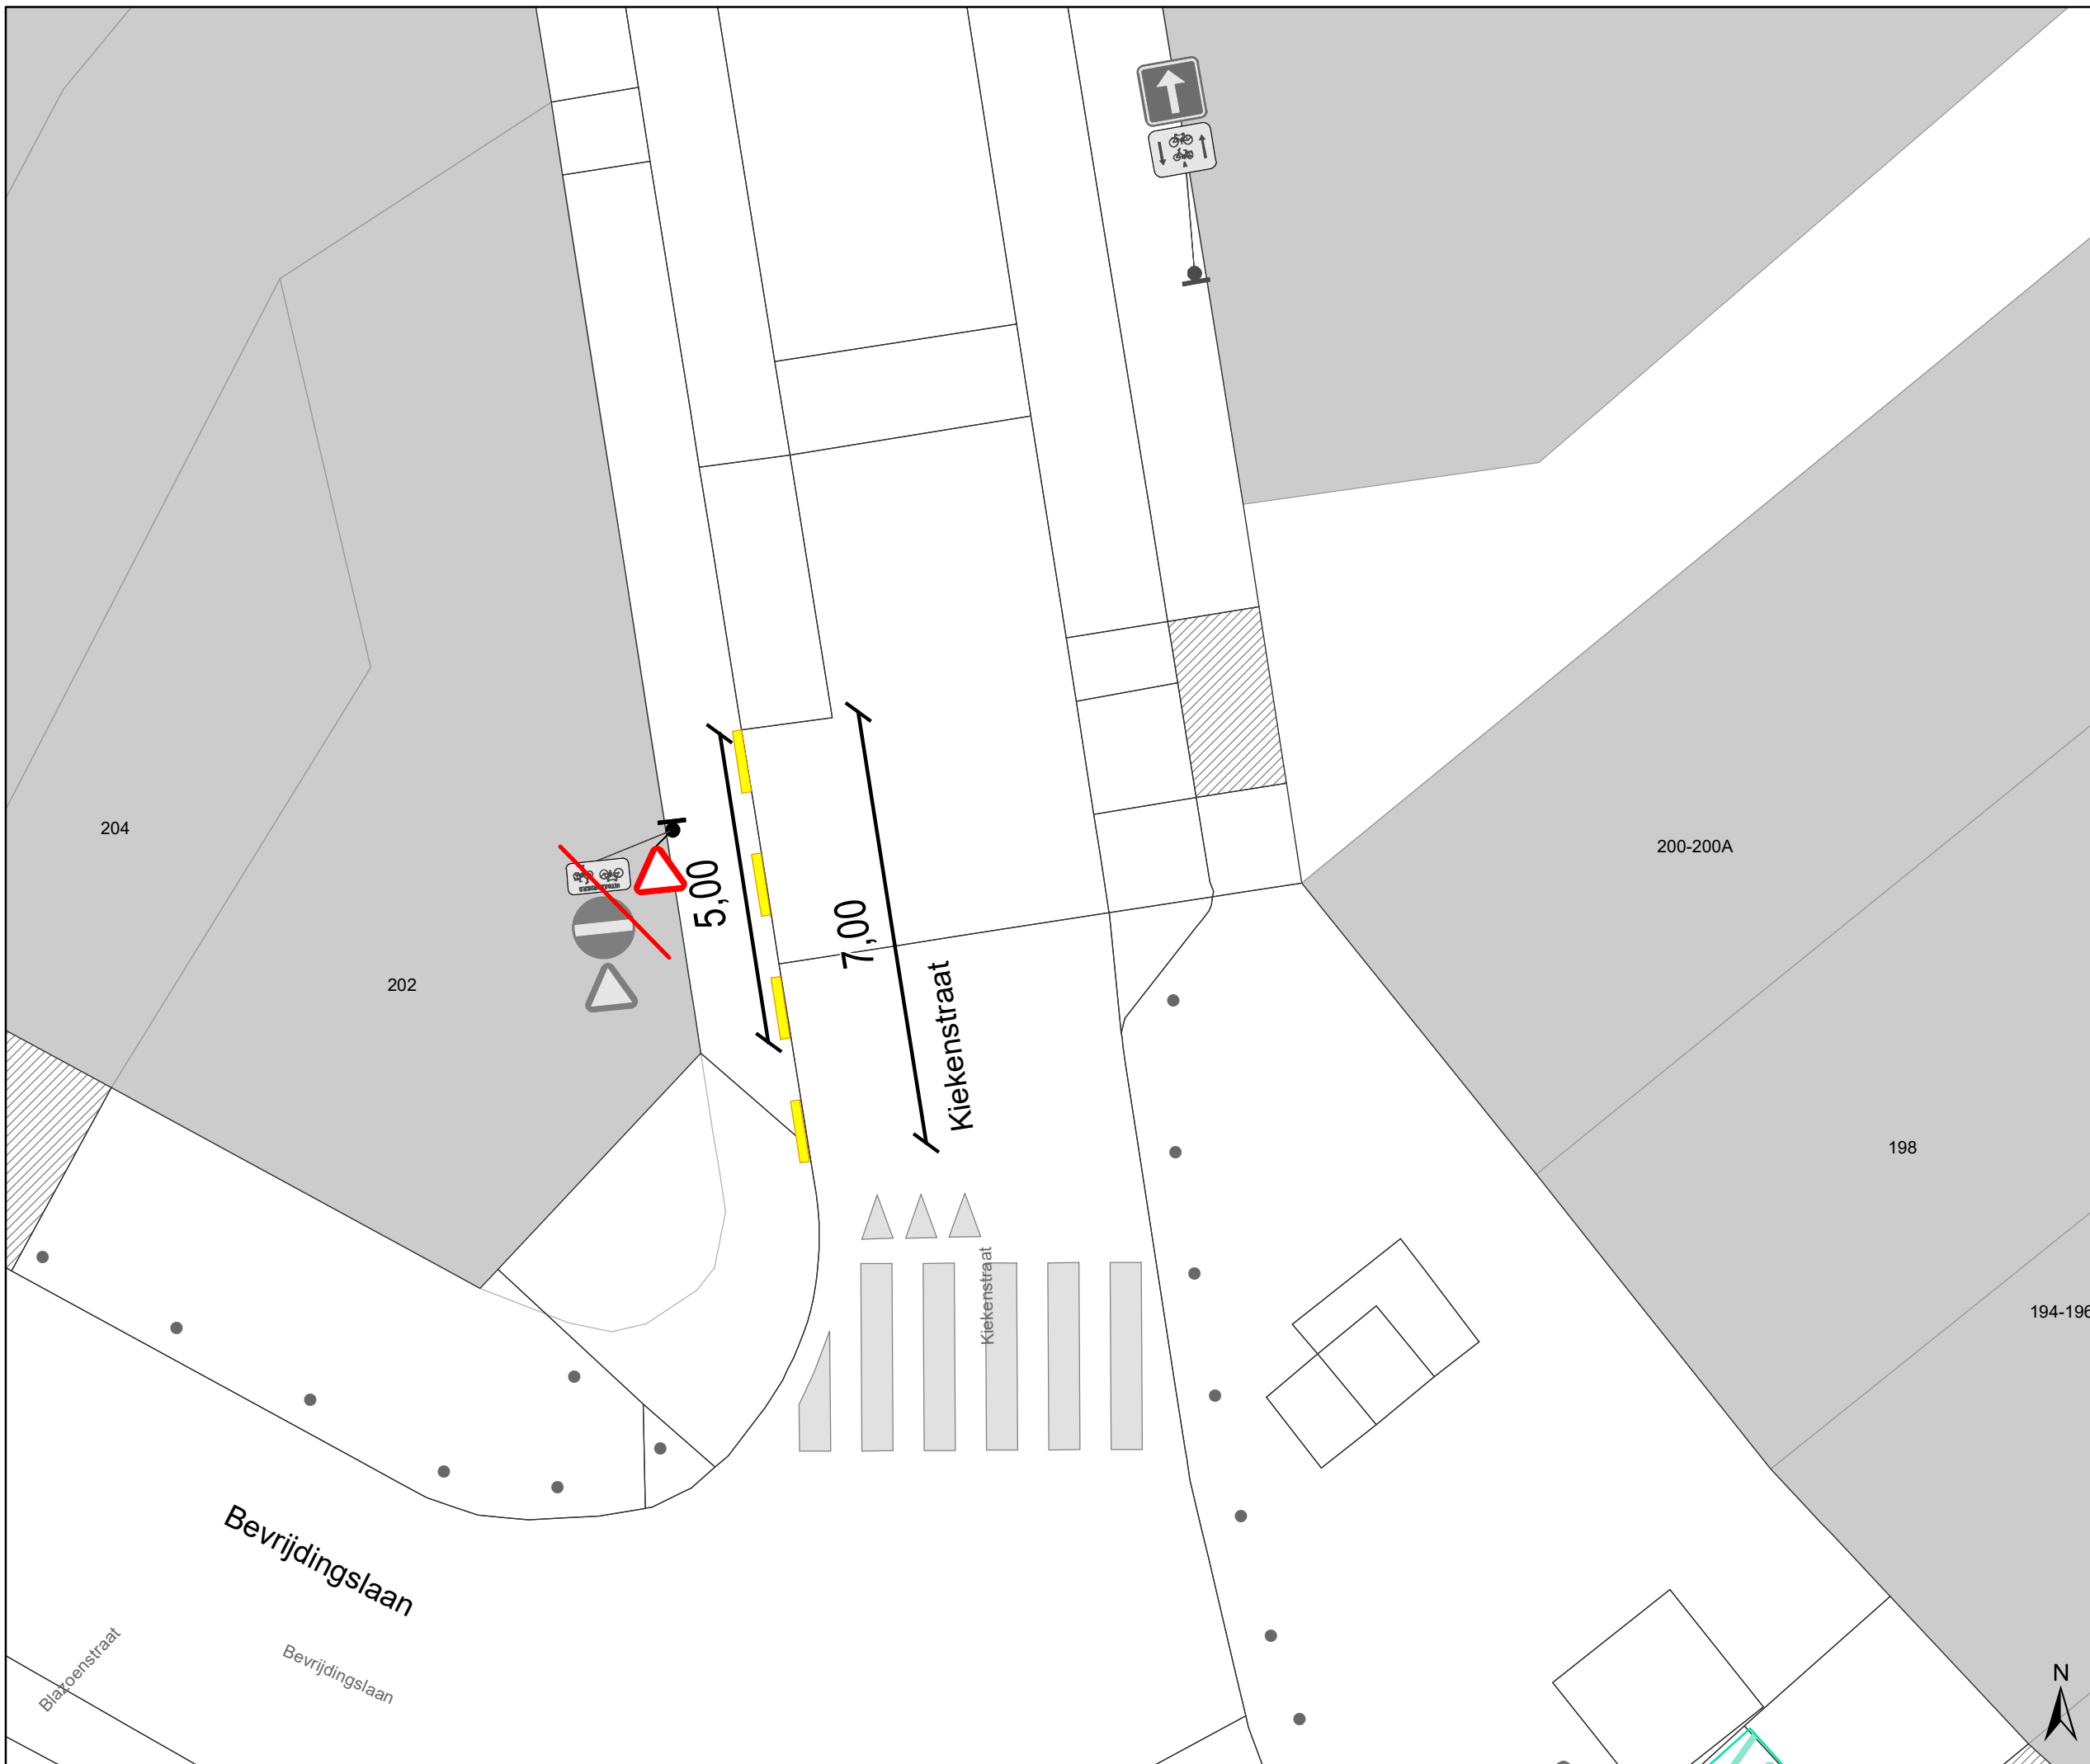 204
202
5,00
7,00
Kiekenstraat
200-200A
198
194-196
Kiekenstraat
Bevrijdingslaan
Bevrijdingslaan
Blazoenstraat
N